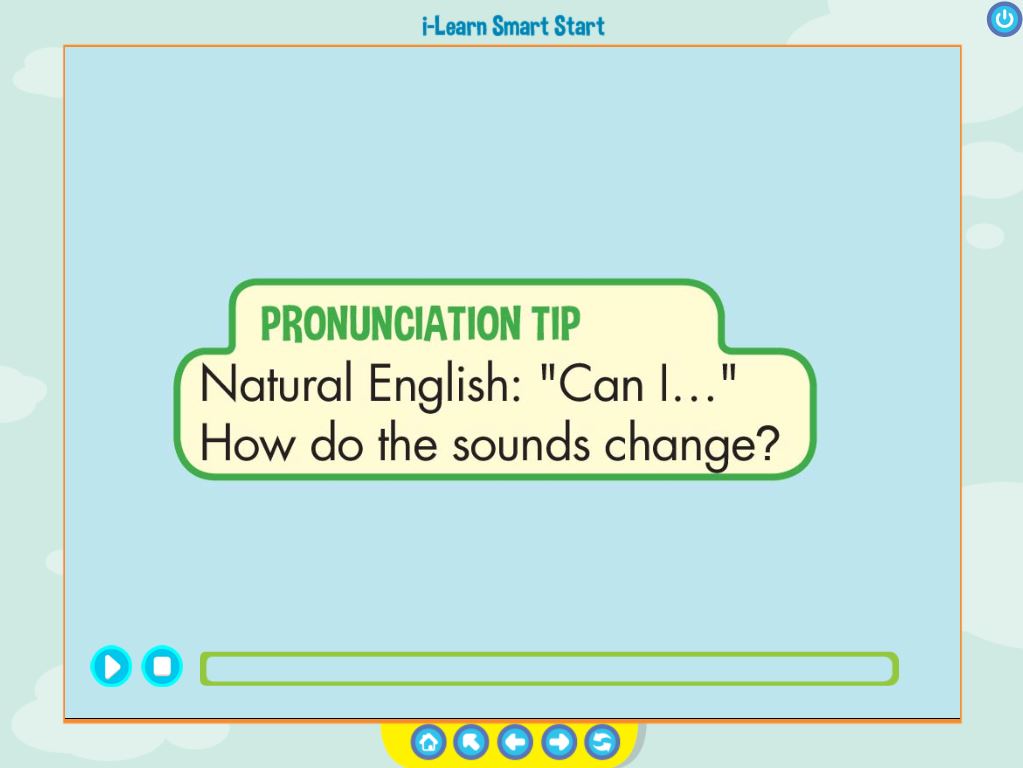 i-Learn Smart Start
PRONUNCIATION TIP
Natural English: "Can I…"
How do the sounds change?